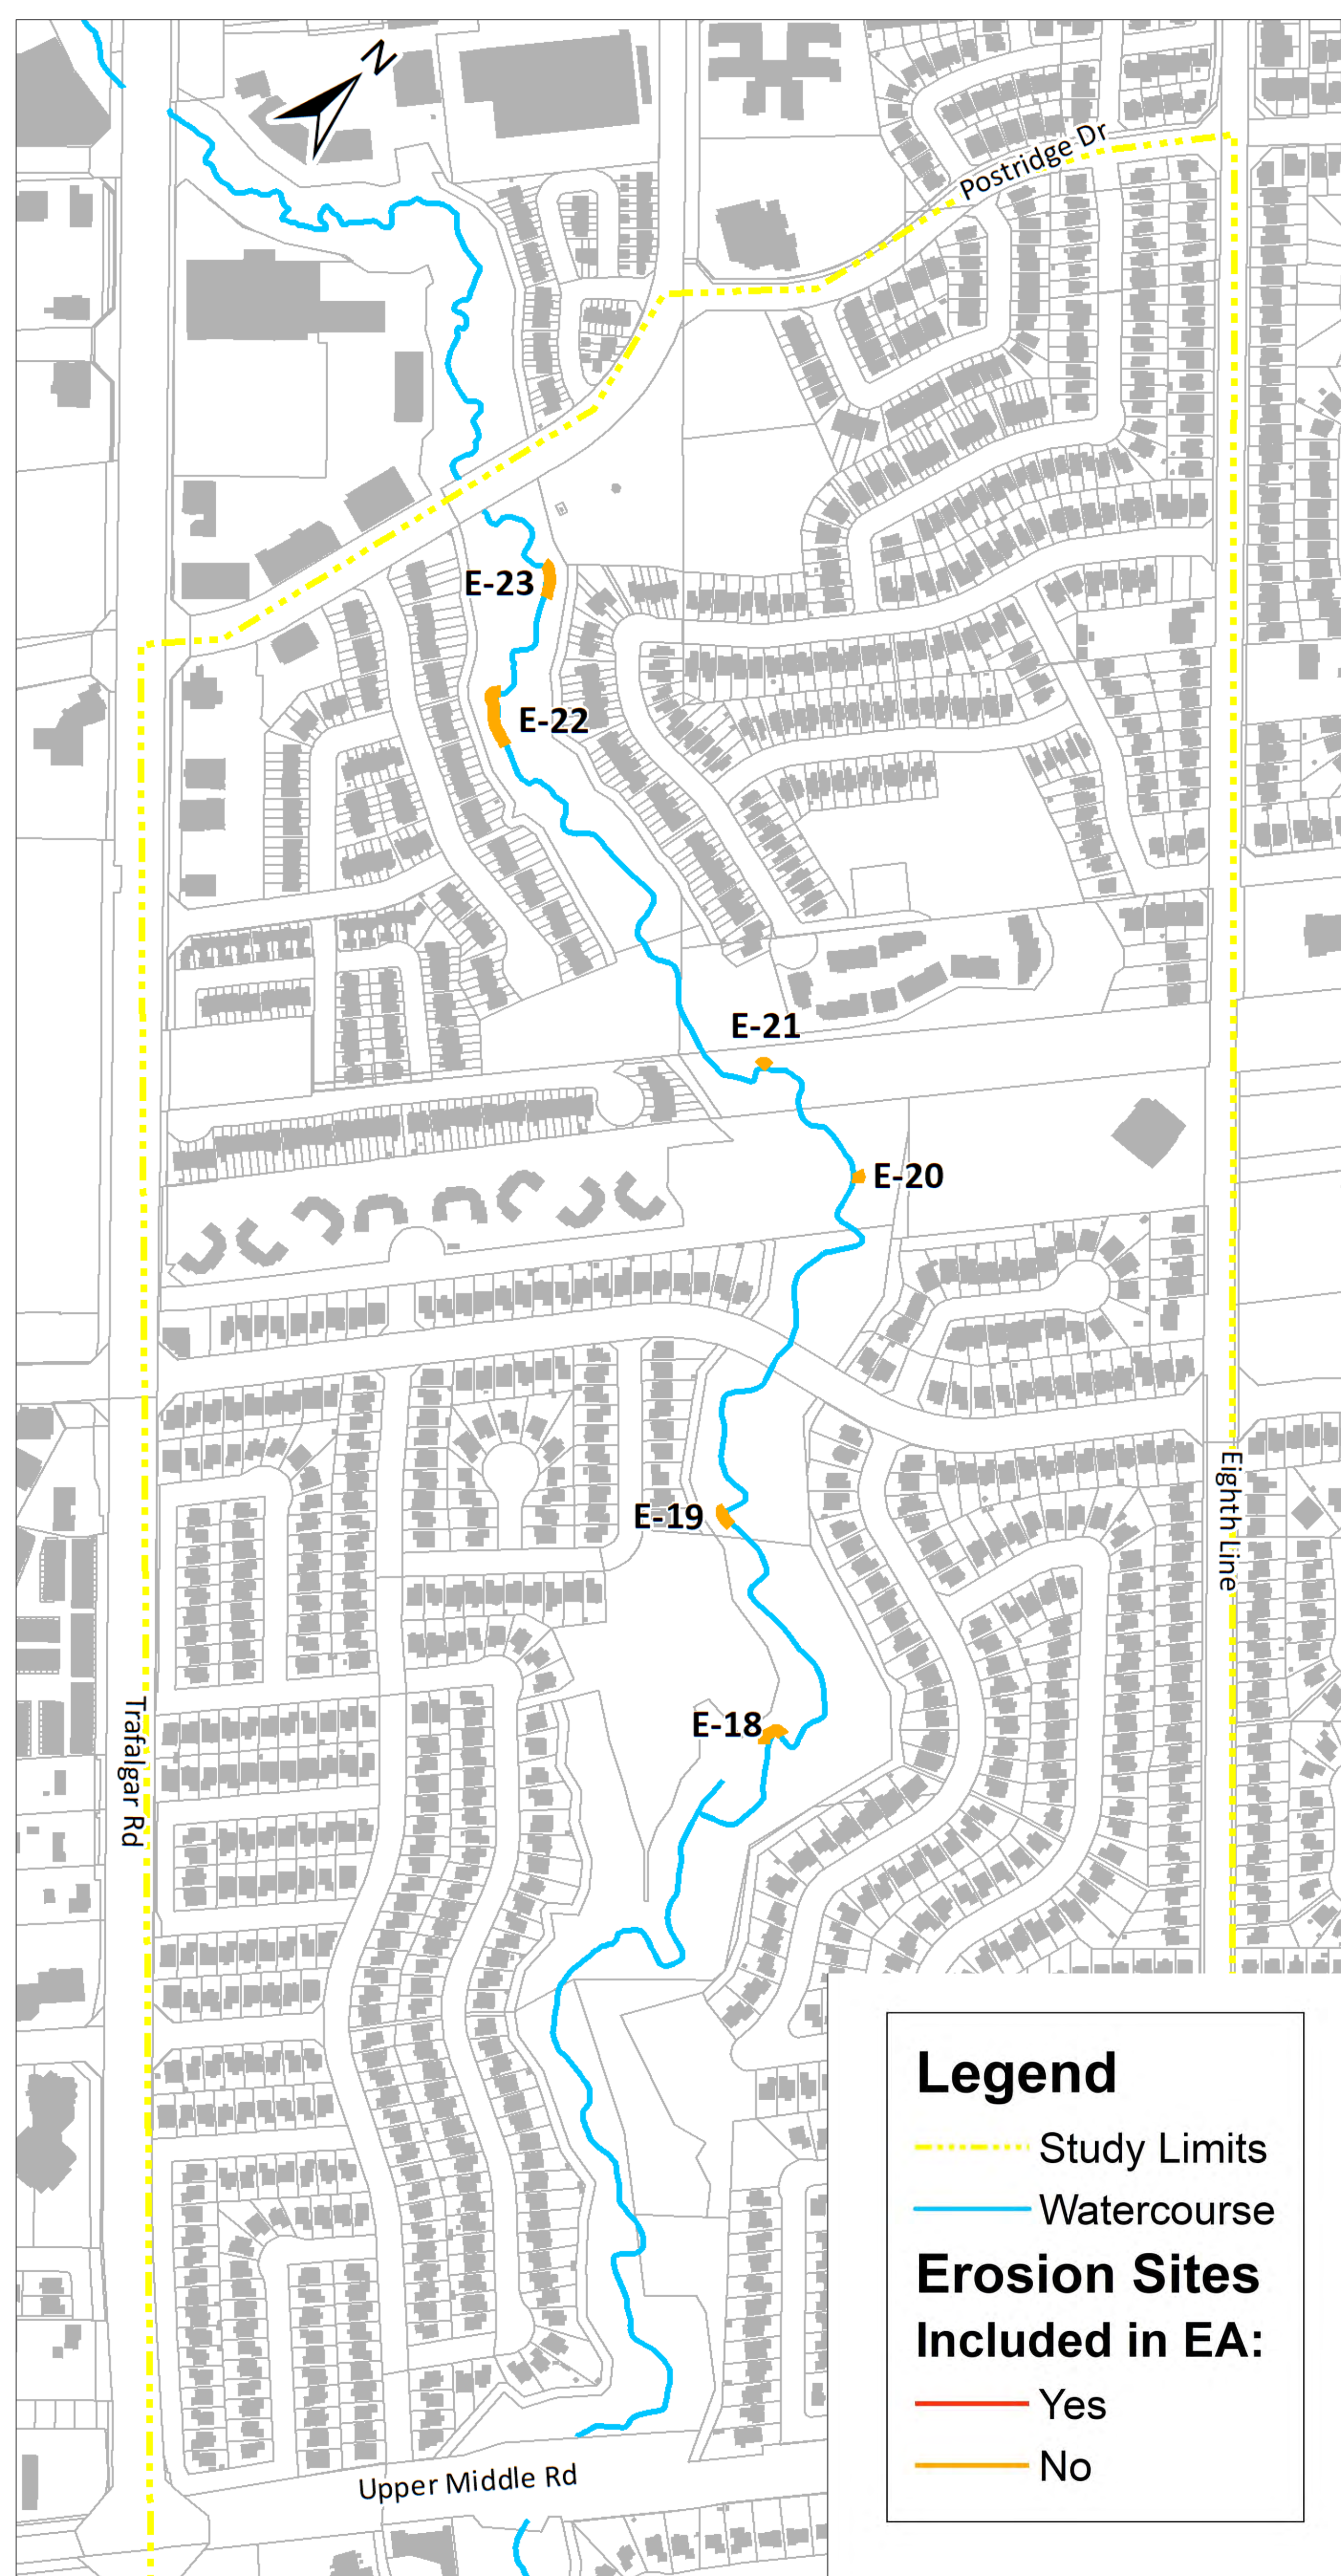 N
Postridge Dr
E-23
E-22
E-21
E-20
E-19
Eighth Line
E-18
Trafalgar Rd
Upper Middle Rd
Legend
Study Limits
Watercourse
Erosion Sites
Included in EA:
Yes
No